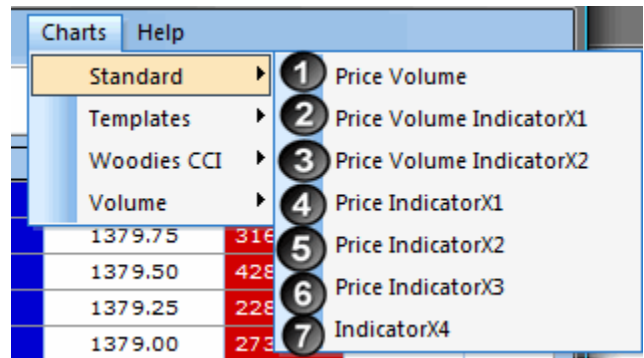 Charts Help
Standard 1 Price Volume
Templates 2 Price Volume IndicatorX1
Woodies CCI 3 Price Volume IndicatorX2
Volume 4 Price IndicatorX1
1379.75 316 5 Price IndicatorX2
1379.50 428
1379.25 228 6 Price IndicatorX3
1379.00 273 7 IndicatorX4